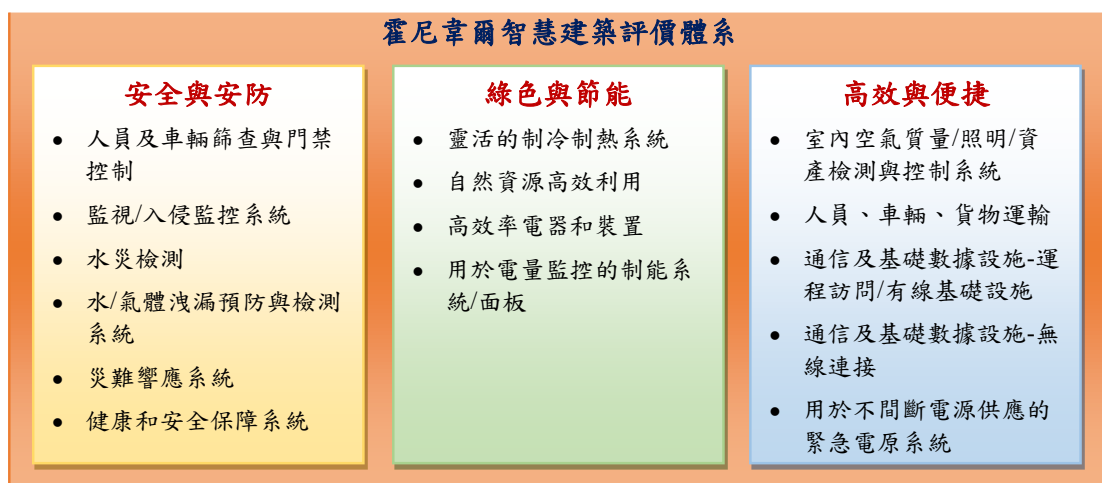 霍尼韋爾智慧建築評價體系
安全與安防
• 人員及車輛篩查與門禁
控制
• 監視/入侵監控系統
• 水災檢測
• 水/氣體洩漏預防與檢測
系統
• 災難響應系統
• 健康和安全保障系統
綠色與節能
• 靈活的制冷制熱系統
• 自然資源高效利用
• 高效率電器和裝置
• 用於電量監控的制能系
統/面板
高效與便捷
• 室內空氣質量/照明/資
產檢測與控制系統
• 人員、車輛、貨物運輸
• 通信及基礎數據設施-運
程訪問/有線基礎設施
• 通信及基礎數據設施-無
線連接
• 用於不間斷電源供應的
緊急電原系統